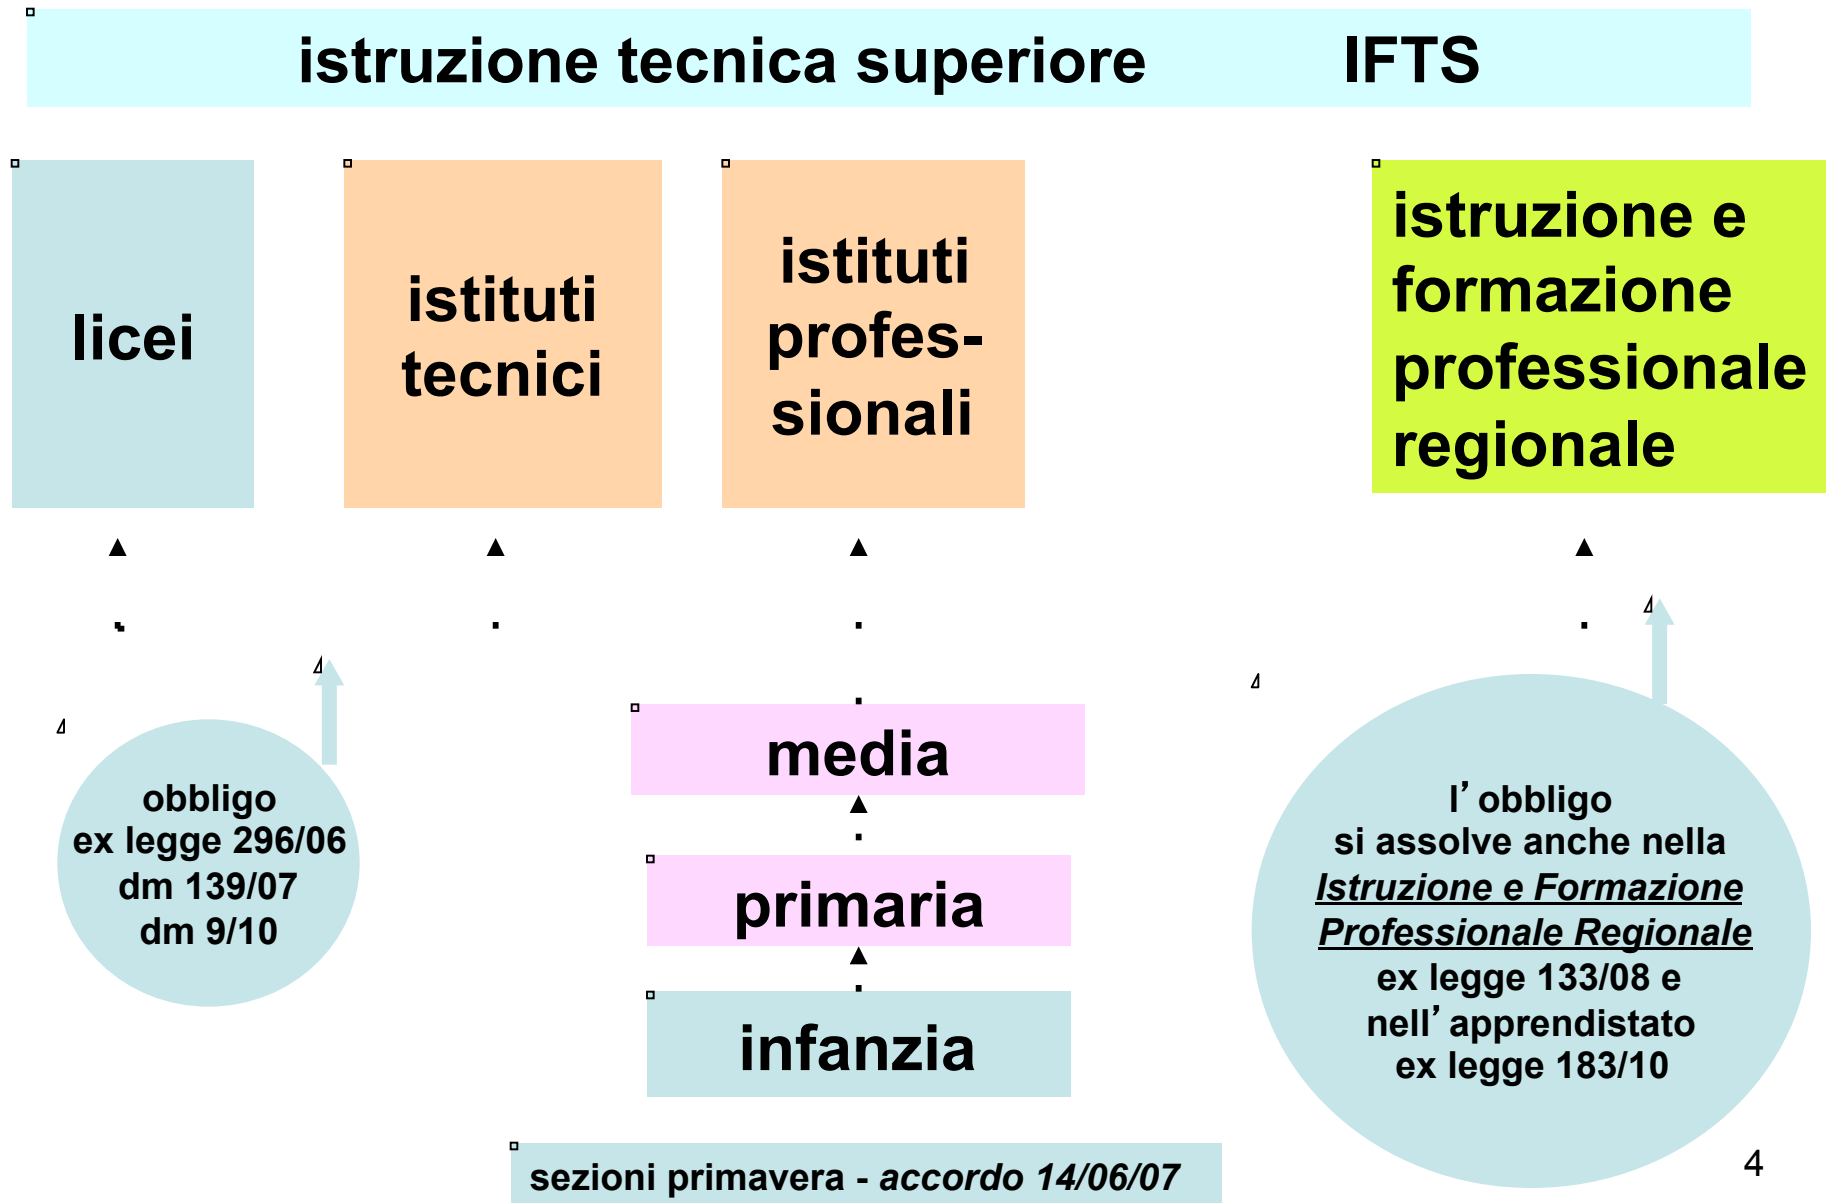 istruzione tecnica superiore IFTS
licei
istituti
tecnici
istituti
profes-
sionali
istruzione e
formazione
professionale
regionale
obbligo
ex legge 296/06
dm 139/07
dm 9/10
media
primaria
infanzia
l’obbligo
si assolve anche nella
Istruzione e Formazione
Professionale Regionale
ex legge 133/08 e
nell’apprendistato
ex legge 183/10
sezioni primavera - accordo 14/06/07
4